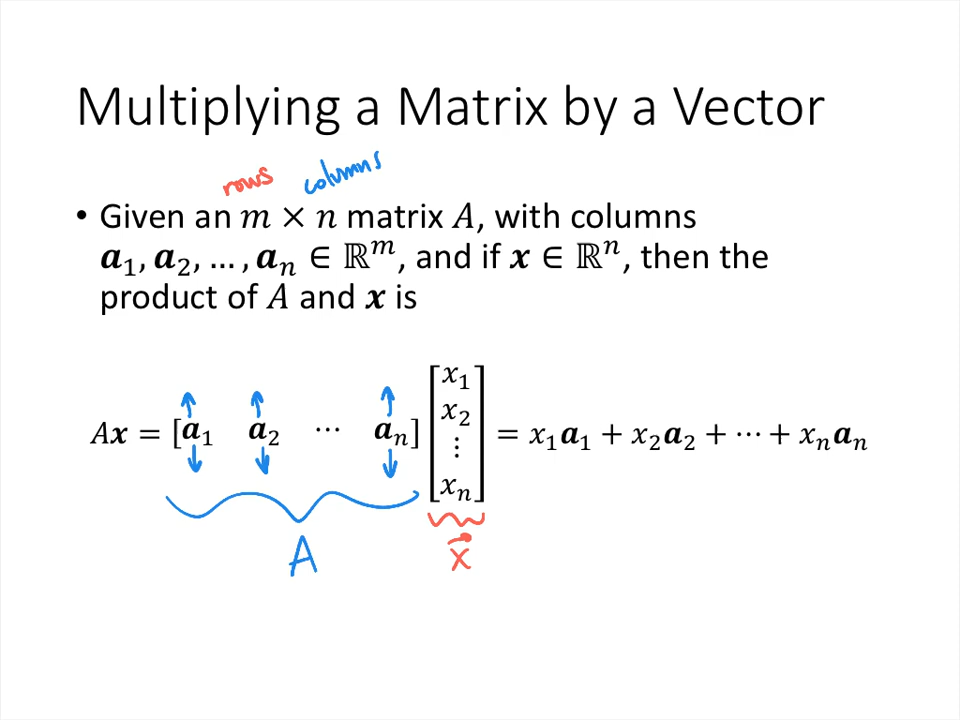 Multiplying a Matrix by a Vector
rows columns
• Given an m × n matrix A, with columns
a₁, a₂, … , aₙ ∈ ℝᵐ, and if x ∈ ℝⁿ, then the
product of A and x is
Ax = [a₁ a₂ ⋯ aₙ] [x₁ x₂ ⋮ xₙ] = x₁a₁ + x₂a₂ + ⋯ + xₙaₙ
A x⃗